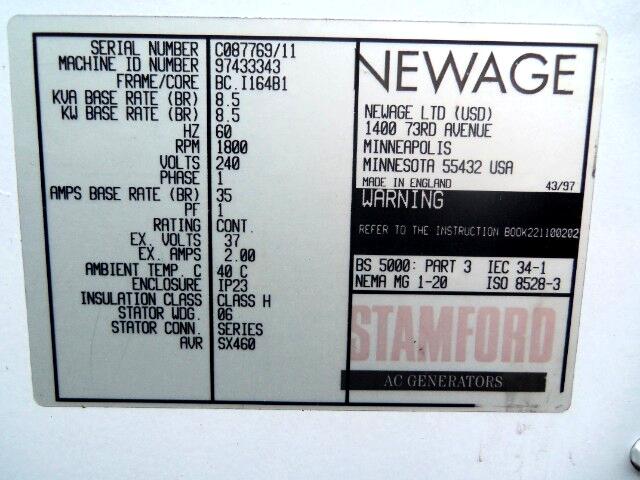 SERIAL NUMBER C087769/11
MACHINE ID NUMBER 97433343
FRAME/CORE BC.I164B1
KVA BASE RATE (BR) 8.5
KW BASE RATE (BR) 8.5
HZ 60
RPM 1800
VOLTS 240
PHASE 1
AMPS BASE RATE (BR) 35
PF 1
RATING CONT.
EX. VOLTS 37
EX. AMPS 2.00
AMBIENT TEMP. C 40 C
ENCLOSURE IP23
INSULATION CLASS CLASS H
STATOR WDG. 06
STATOR CONN. SERIES
AVR SX460
NEWAGE
NEWAGE LTD (USD)
1400 73RD AVENUE
MINNEAPOLIS
MINNESOTA 55432 USA
MADE IN ENGLAND 43/97
WARNING
REFER TO THE INSTRUCTION BOOK221100202
BS 5000: PART 3 IEC 34-1
NEMA MG 1-20 ISO 8528-3
STAMFORD
AC GENERATORS